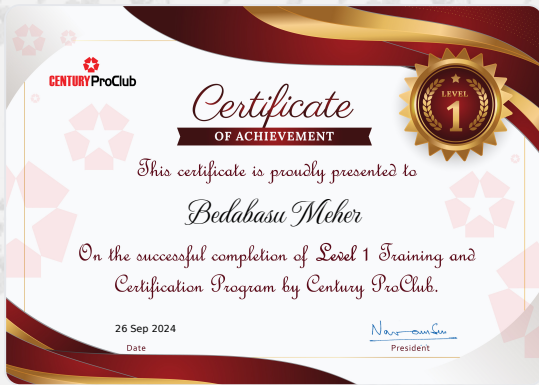 CENTURY ProClub
LEVEL
1
Certificate
OF ACHIEVEMENT
This certificate is proudly presented to
Bedabasu Meher
On the successful completion of Level 1 Training and
Certification Program by Century ProClub.
26 Sep 2024
Date
President